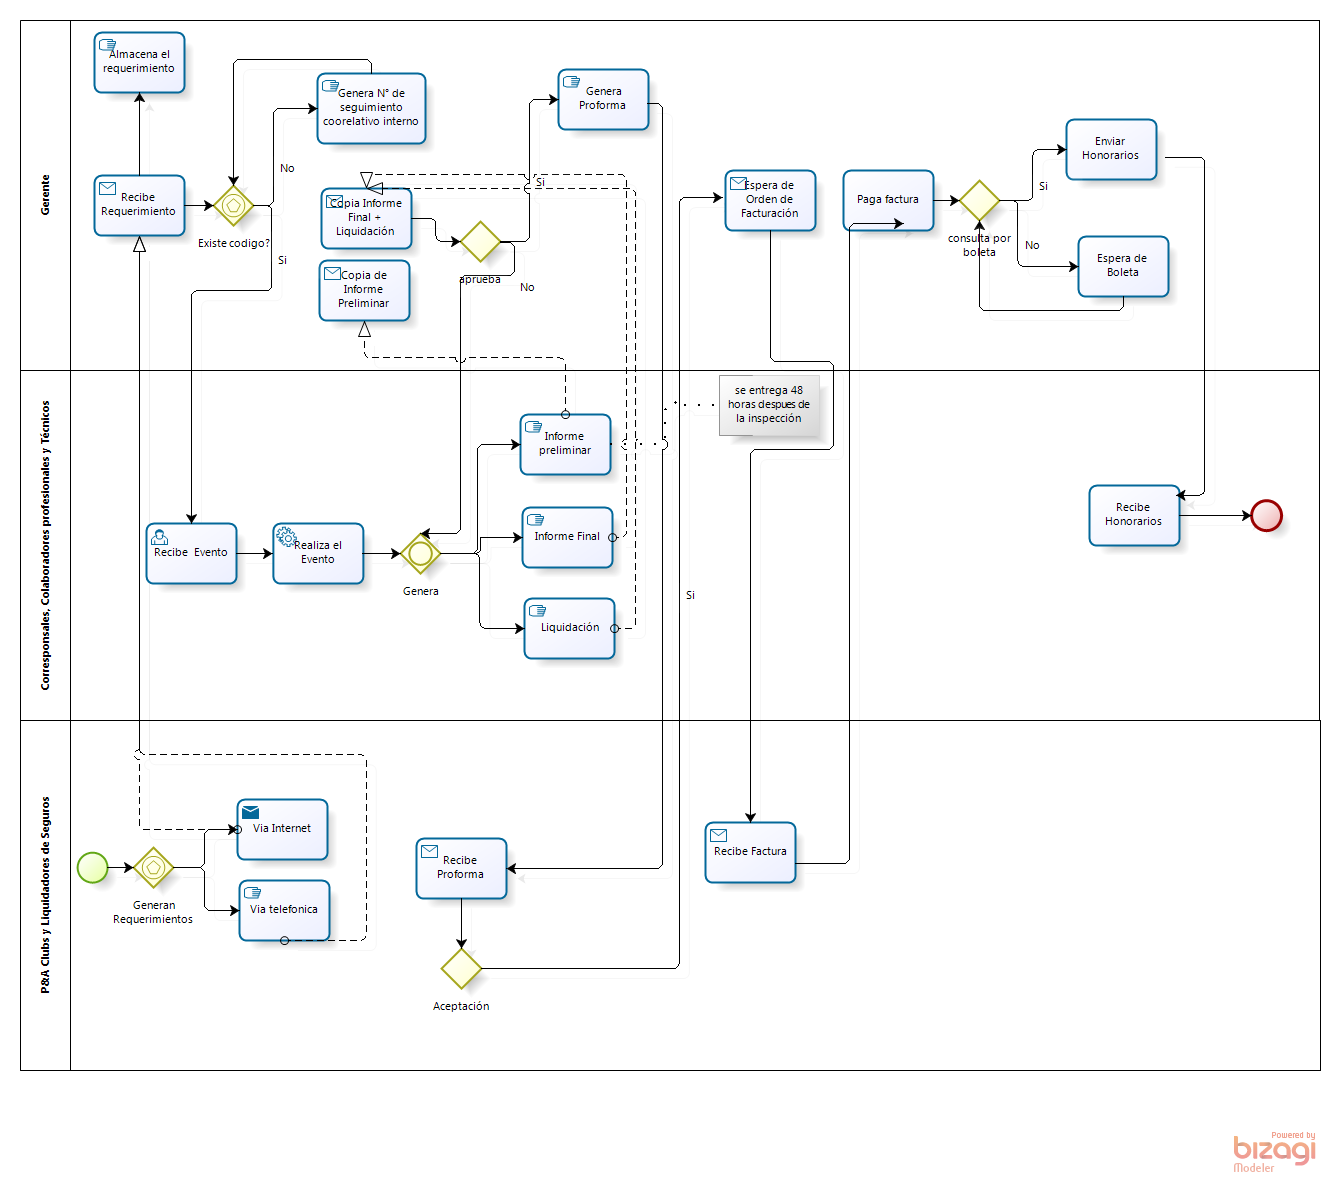 Gerente
Almacena el
requerimiento
Recibe
Requerimiento
Existe codigo?
No
Si
Genera N° de
seguimiento
coorelativo interno
Copia Informe
Final +
Liquidación
Copia de
Informe
Preliminar
aprueba
Si
No
Genera
Proforma
Espera de
Orden de
Facturación
Paga factura
consulta por
boleta
Si
No
Enviar
Honorarios
Espera de
Boleta
Corresponsales, Colaboradores profesionales y Técnicos
Recibe Evento
Realiza el
Evento
Genera
Informe
preliminar
Informe Final
Liquidación
se entrega 48
horas despues de
la inspección
Si
Recibe
Honorarios
P&A Clubs y Liquidadores de Seguros
Generan
Requerimientos
Via Internet
Via telefonica
Recibe
Proforma
Aceptación
Recibe Factura
Powered by
bizagi
Modeler